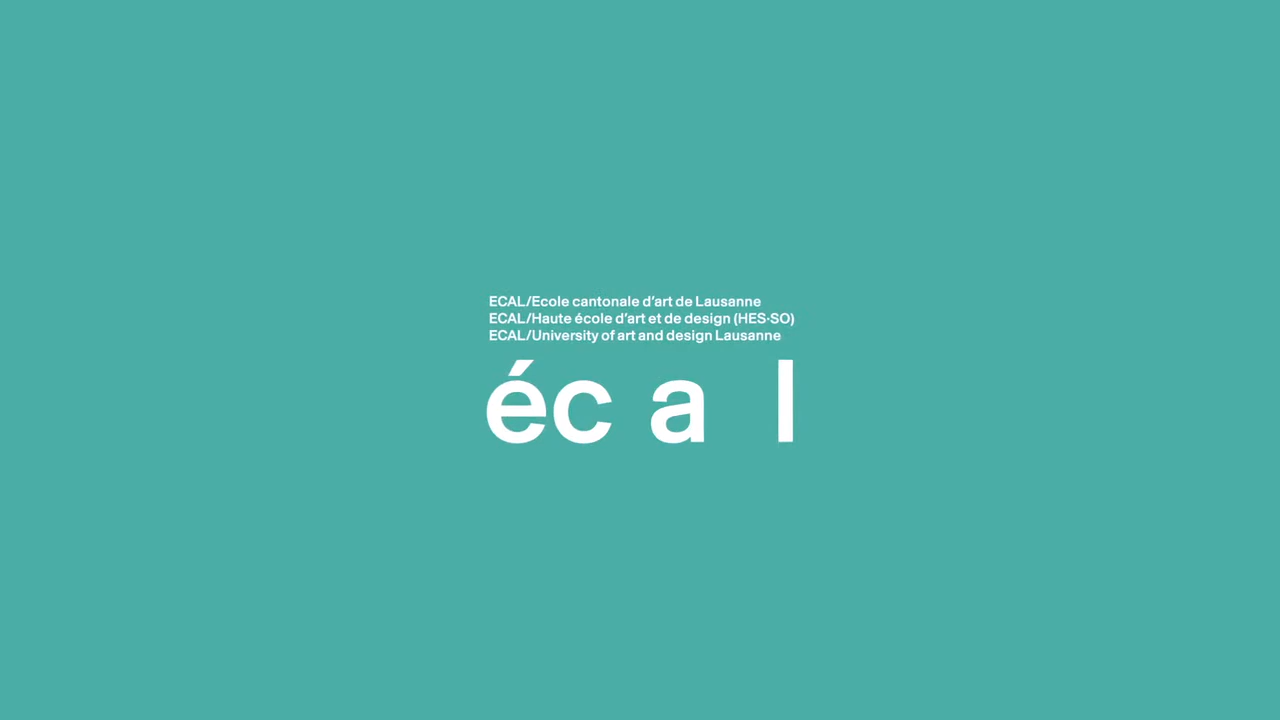 ECAL/Ecole cantonale d’art de Lausanne
ECAL/Haute école d’art et de design (HES·SO)
ECAL/University of art and design Lausanne
éc a l